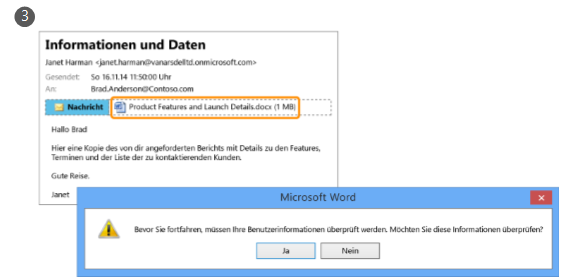 3
Informationen und Daten
Janet Harman <janet.harman@vanarsdelltd.onmicrosoft.com>
Gesendet: So 16.11.14 11:50:00 Uhr
An: Brad.Anderson@Contoso.com
Nachricht Product Features and Launch Details.docx (1 MB)
Hallo Brad
Hier eine Kopie des von dir angeforderten Berichts mit Details zu den Features,
Terminen und der Liste der zu kontaktierenden Kunden.
Gute Reise.
Janet
Microsoft Word
Bevor Sie fortfahren, müssen Ihre Benutzerinformationen überprüft werden. Möchten Sie diese Informationen überprüfen?
Ja Nein